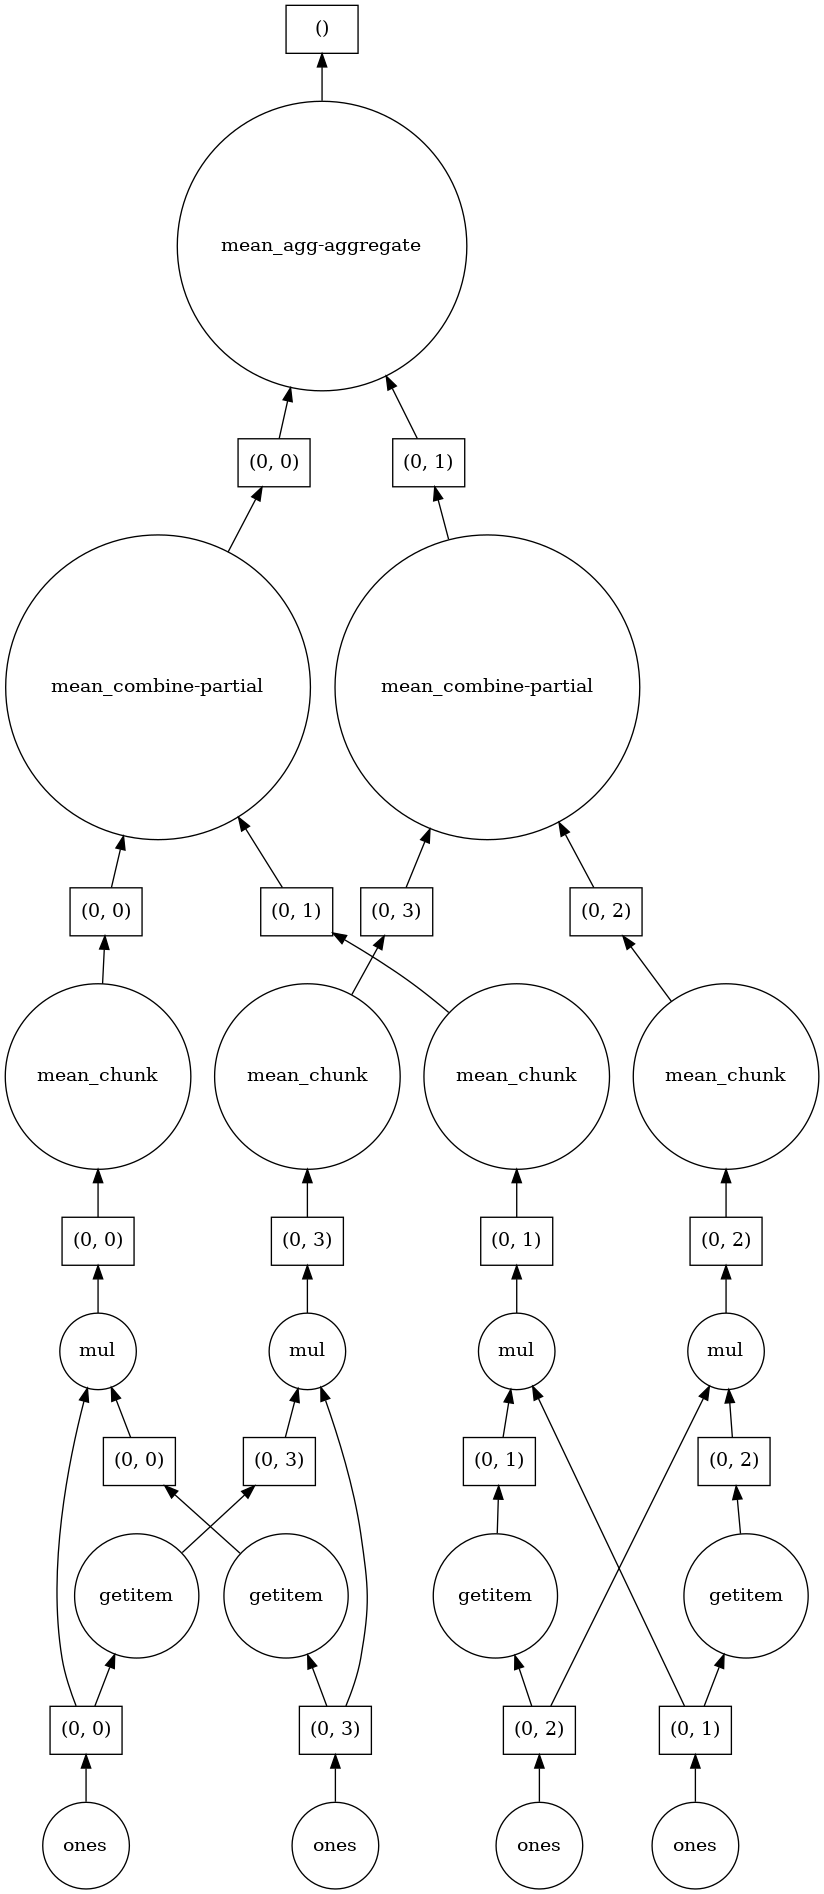 ()
mean_agg-aggregate
(0, 0)
(0, 1)
mean_combine-partial
mean_combine-partial
(0, 0)
(0, 1)
(0, 3)
(0, 2)
mean_chunk
mean_chunk
mean_chunk
mean_chunk
(0, 0)
(0, 3)
(0, 1)
(0, 2)
mul
mul
mul
mul
(0, 0)
(0, 3)
(0, 1)
(0, 2)
getitem
getitem
getitem
getitem
(0, 0)
(0, 3)
(0, 2)
(0, 1)
ones
ones
ones
ones